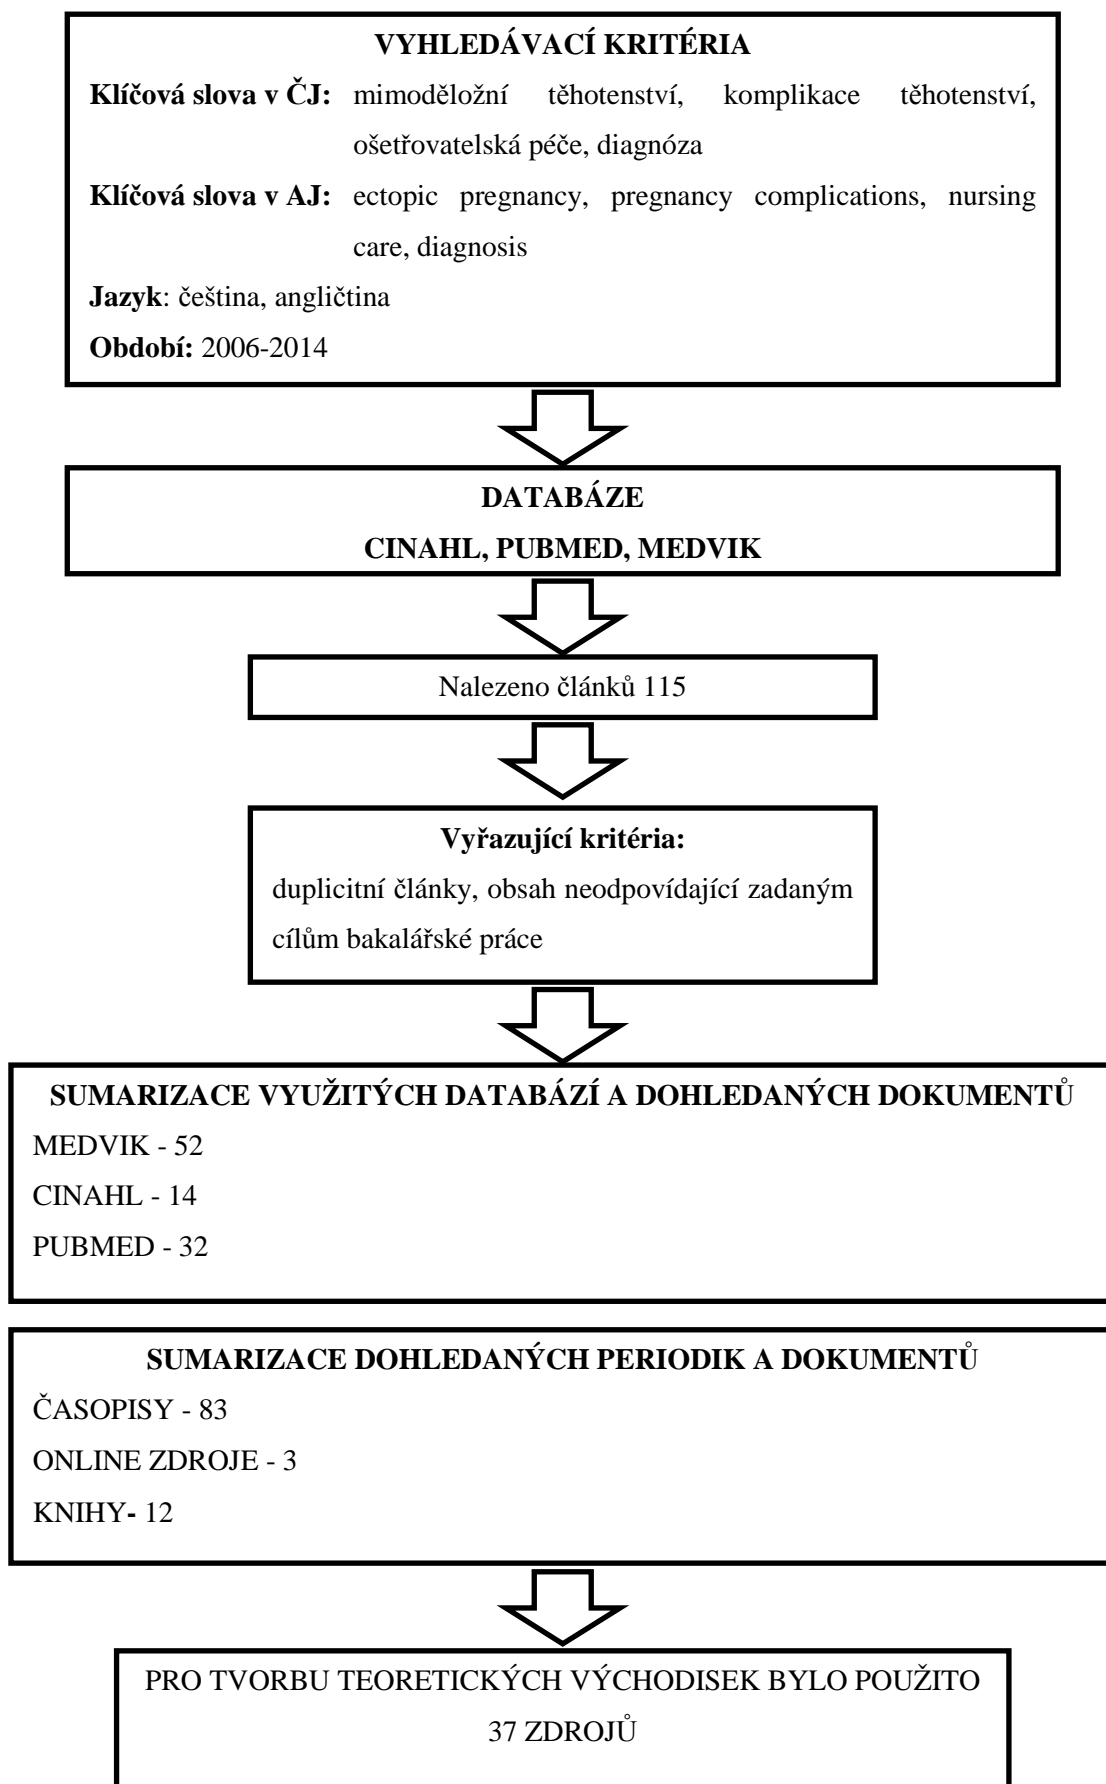 VYHLEDÁVACÍ KRITÉRIA
Klíčová slova v ČJ: mimoděložní těhotenství, komplikace těhotenství,
ošetřovatelská péče, diagnóza
Klíčová slova v AJ: ectopic pregnancy, pregnancy complications, nursing
care, diagnosis
Jazyk: čeština, angličtina
Období: 2006-2014
DATABÁZE
CINAHL, PUBMED, MEDVIK
Nalezeno článků 115
Vyřazující kritéria:
duplicitní články, obsah neodpovídající zadaným
cílům bakalářské práce
SUMARIZACE VYUŽITÝCH DATABÁZÍ A DOHLEDANÝCH DOKUMENTŮ
MEDVIK - 52
CINAHL - 14
PUBMED - 32
SUMARIZACE DOHLEDANÝCH PERIODIK A DOKUMENTŮ
ČASOPISY - 83
ONLINE ZDROJE - 3
KNIHY- 12
PRO TVORBU TEORETICKÝCH VÝCHODISEK BYLO POUŽITO
37 ZDROJŮ